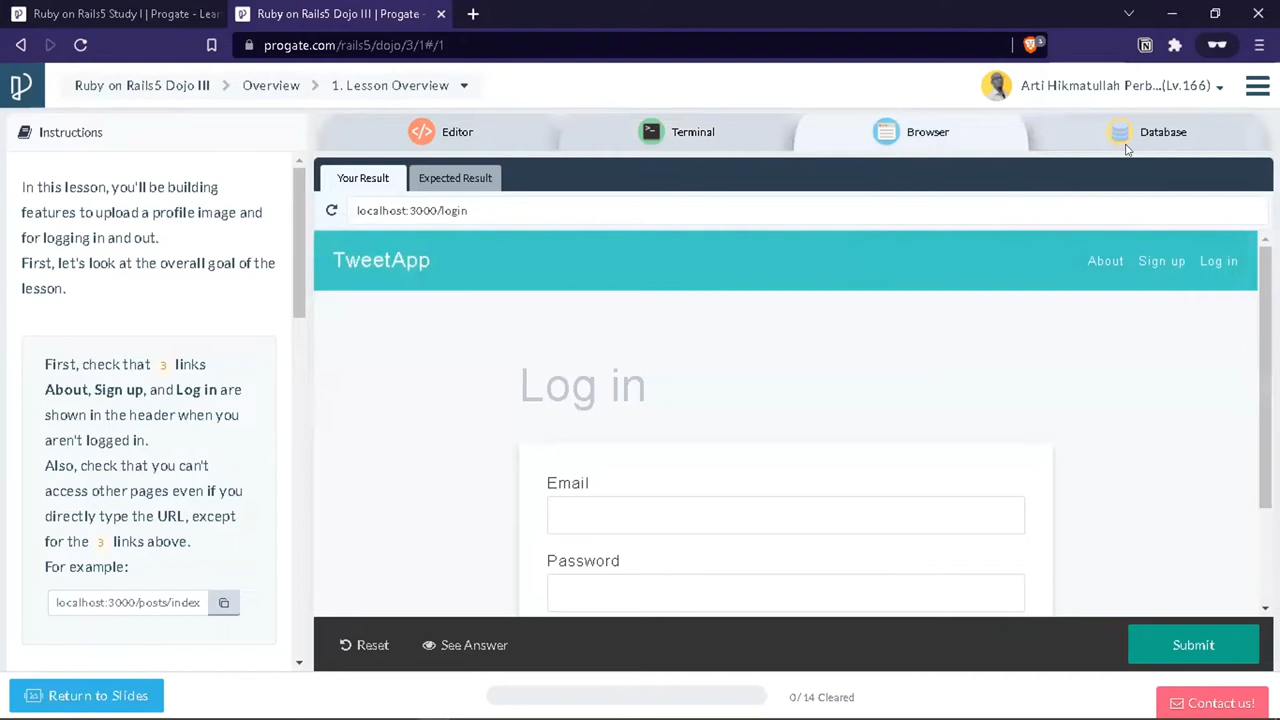 Ruby on Rails5 Study I | Progate - Lear
Ruby on Rails5 Dojo III | Progate -
progate.com/rails5/dojo/3/1#/1
Ruby on Rails5 Dojo III
Overview
1. Lesson Overview
Arti Hikmatullah Perb...(Lv.166)
Instructions
Editor
Terminal
Browser
Database
Your Result
Expected Result
localhost:3000/login
In this lesson, you'll be building
features to upload a profile image and
for logging in and out.
First, let's look at the overall goal of the
lesson.
First, check that 3 links
About, Sign up, and Log in are
shown in the header when you
aren't logged in.
Also, check that you can't
access other pages even if you
directly type the URL, except
for the 3 links above.
For example:
localhost:3000/posts/index
TweetApp
About Sign up Log in
Log in
Email
Password
Reset
See Answer
Submit
Return to Slides
0/14 Cleared
Contact us!